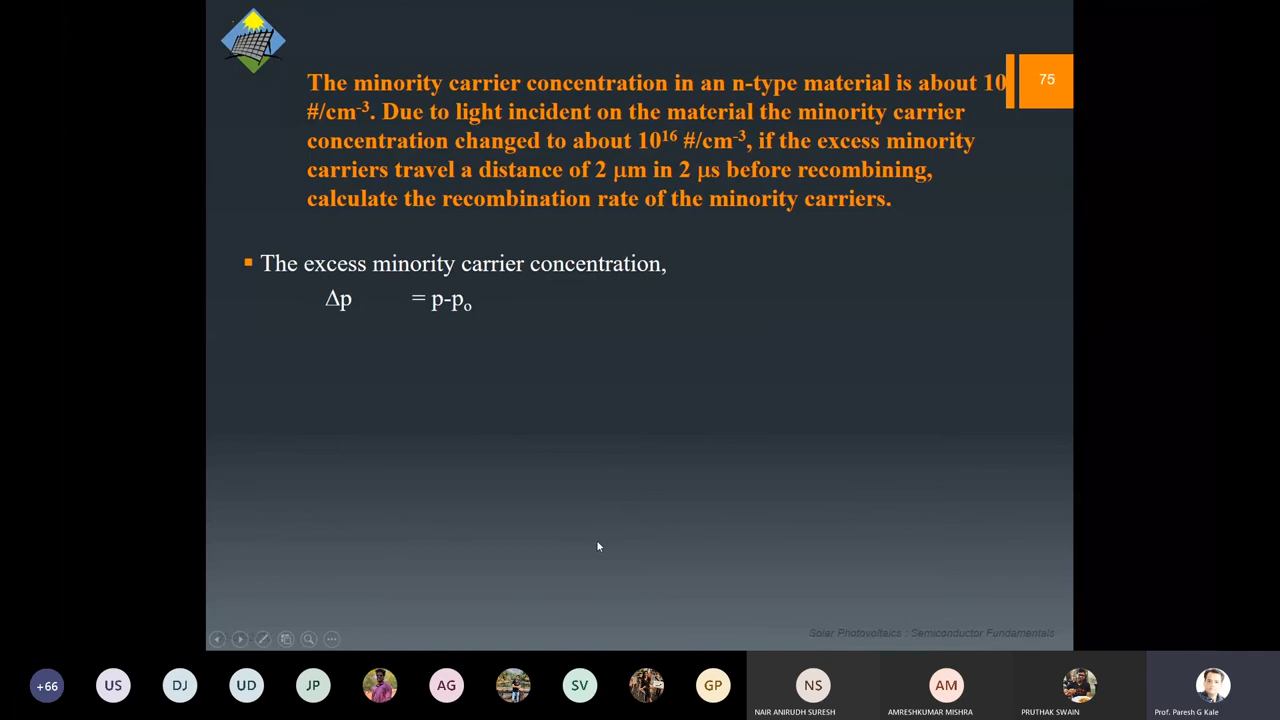 The minority carrier concentration in an n-type material is about 10
#/cm-3. Due to light incident on the material the minority carrier
concentration changed to about 10¹⁶ #/cm-3, if the excess minority
carriers travel a distance of 2 μm in 2 μs before recombining,
calculate the recombination rate of the minority carriers.
75
▪ The excess minority carrier concentration,
Δp = p-pₒ
Solar Photovoltaics : Semiconductor Fundamentals
+66
US
DJ
UD
JP
AG
SV
GP
NS
AM
NAIR ANIRUDH SURESH
AMRESHKUMAR MISHRA
PRUTHAK SWAIN
Prof. Paresh G Kale